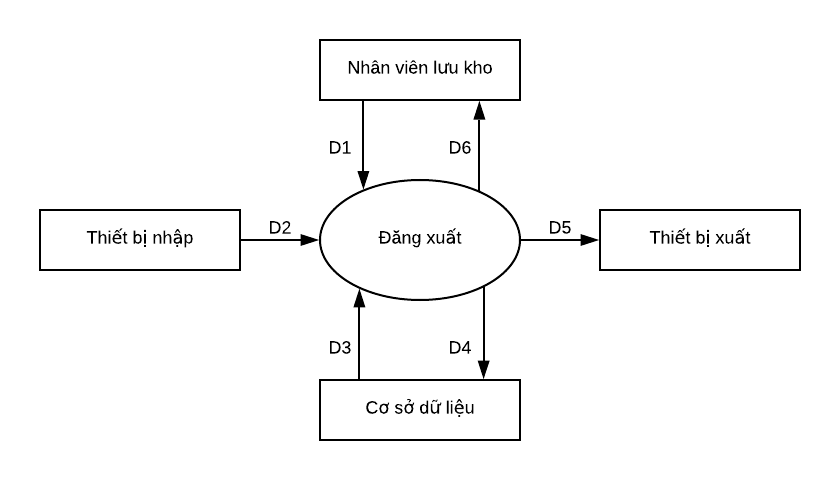 Nhân viên lưu kho
D1
D6
Thiết bị nhập
D2
Đăng xuất
D5
Thiết bị xuất
D3
D4
Cơ sở dữ liệu